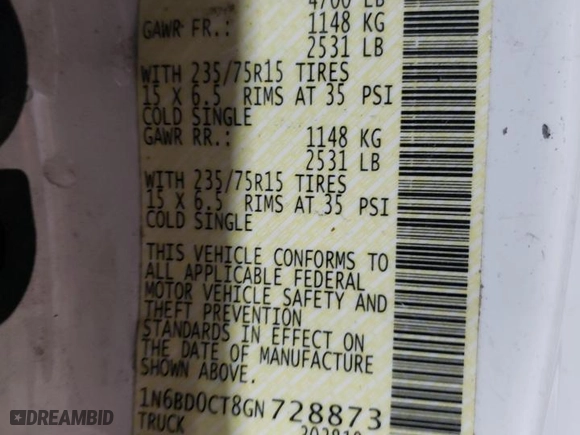 4700 LB
GAWR FR.: 1148 KG
2531 LB
WITH 235/75R15 TIRES
15 X 6.5 RIMS AT 35 PSI
COLD SINGLE
GAWR RR.: 1148 KG
2531 LB
WITH 235/75R15 TIRES
15 X 6.5 RIMS AT 35 PSI
COLD SINGLE
THIS VEHICLE CONFORMS TO
ALL APPLICABLE FEDERAL
MOTOR VEHICLE SAFETY AND
THEFT PREVENTION
STANDARDS IN EFFECT ON
THE DATE OF MANUFACTURE
SHOWN ABOVE.
1N6BD0CT8GN728873
TRUCK
DREAMBID